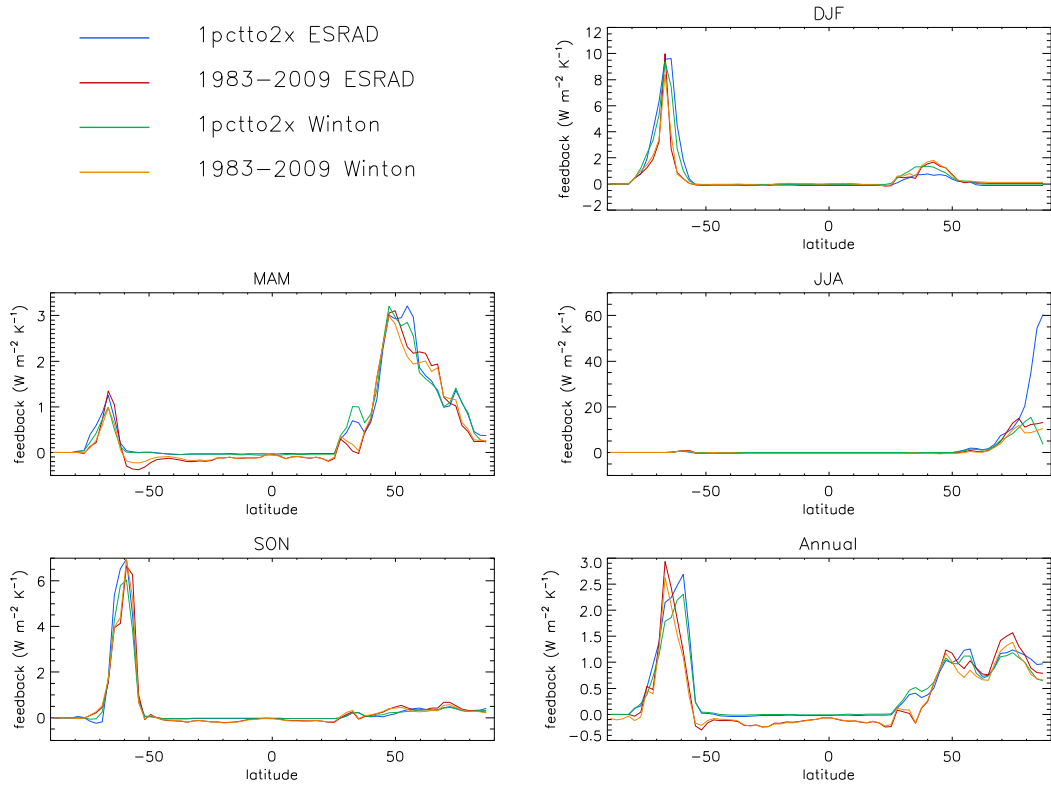 1pctto2x ESRAD
1983−2009 ESRAD
1pctto2x Winton
1983−2009 Winton
DJF
feedback (W m−2 K−1)
12
10
8
6
4
2
0
−2
−50
0
50
latitude
MAM
feedback (W m−2 K−1)
3
2
1
0
−50
0
50
latitude
JJA
feedback (W m−2 K−1)
60
40
20
0
−50
0
50
latitude
SON
feedback (W m−2 K−1)
6
4
2
0
−50
0
50
latitude
Annual
feedback (W m−2 K−1)
3.0
2.5
2.0
1.5
1.0
0.5
0.0
−0.5
−50
0
50
latitude